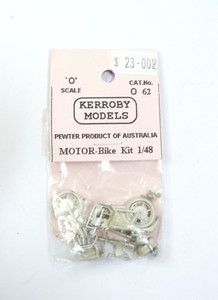 $ 23-00
'O'
SCALE
CAT.No.
O 62
KERROBY
MODELS
PEWTER PRODUCT OF AUSTRALIA
MOTOR-Bike Kit 1/48